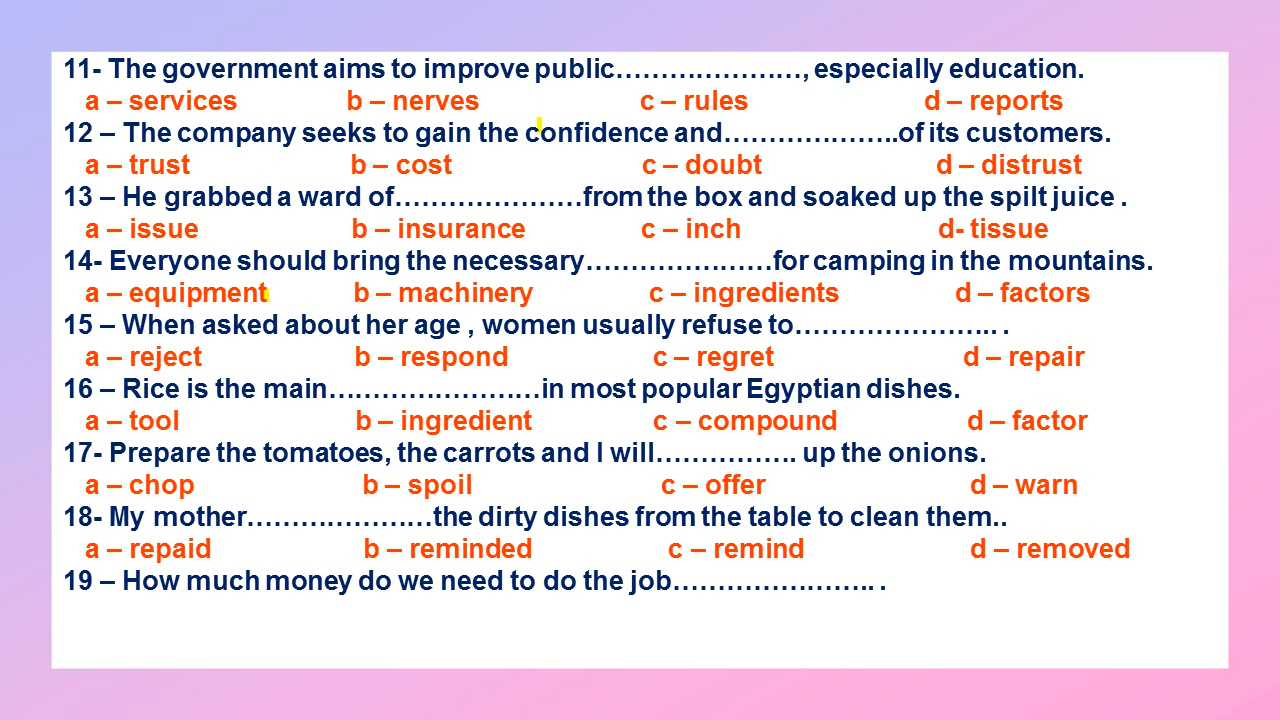 11- The government aims to improve public…………………, especially education.
a – services b – nerves c – rules d – reports
12 – The company seeks to gain the confidence and………………..of its customers.
a – trust b – cost c – doubt d – distrust
13 – He grabbed a ward of…………………from the box and soaked up the spilt juice .
a – issue b – insurance c – inch d- tissue
14- Everyone should bring the necessary…………………for camping in the mountains.
a – equipment b – machinery c – ingredients d – factors
15 – When asked about her age , women usually refuse to………………….. .
a – reject b – respond c – regret d – repair
16 – Rice is the main……………………in most popular Egyptian dishes.
a – tool b – ingredient c – compound d – factor
17- Prepare the tomatoes, the carrots and I will……………. up the onions.
a – chop b – spoil c – offer d – warn
18- My mother…………………the dirty dishes from the table to clean them..
a – repaid b – reminded c – remind d – removed
19 – How much money do we need to do the job………………….. .